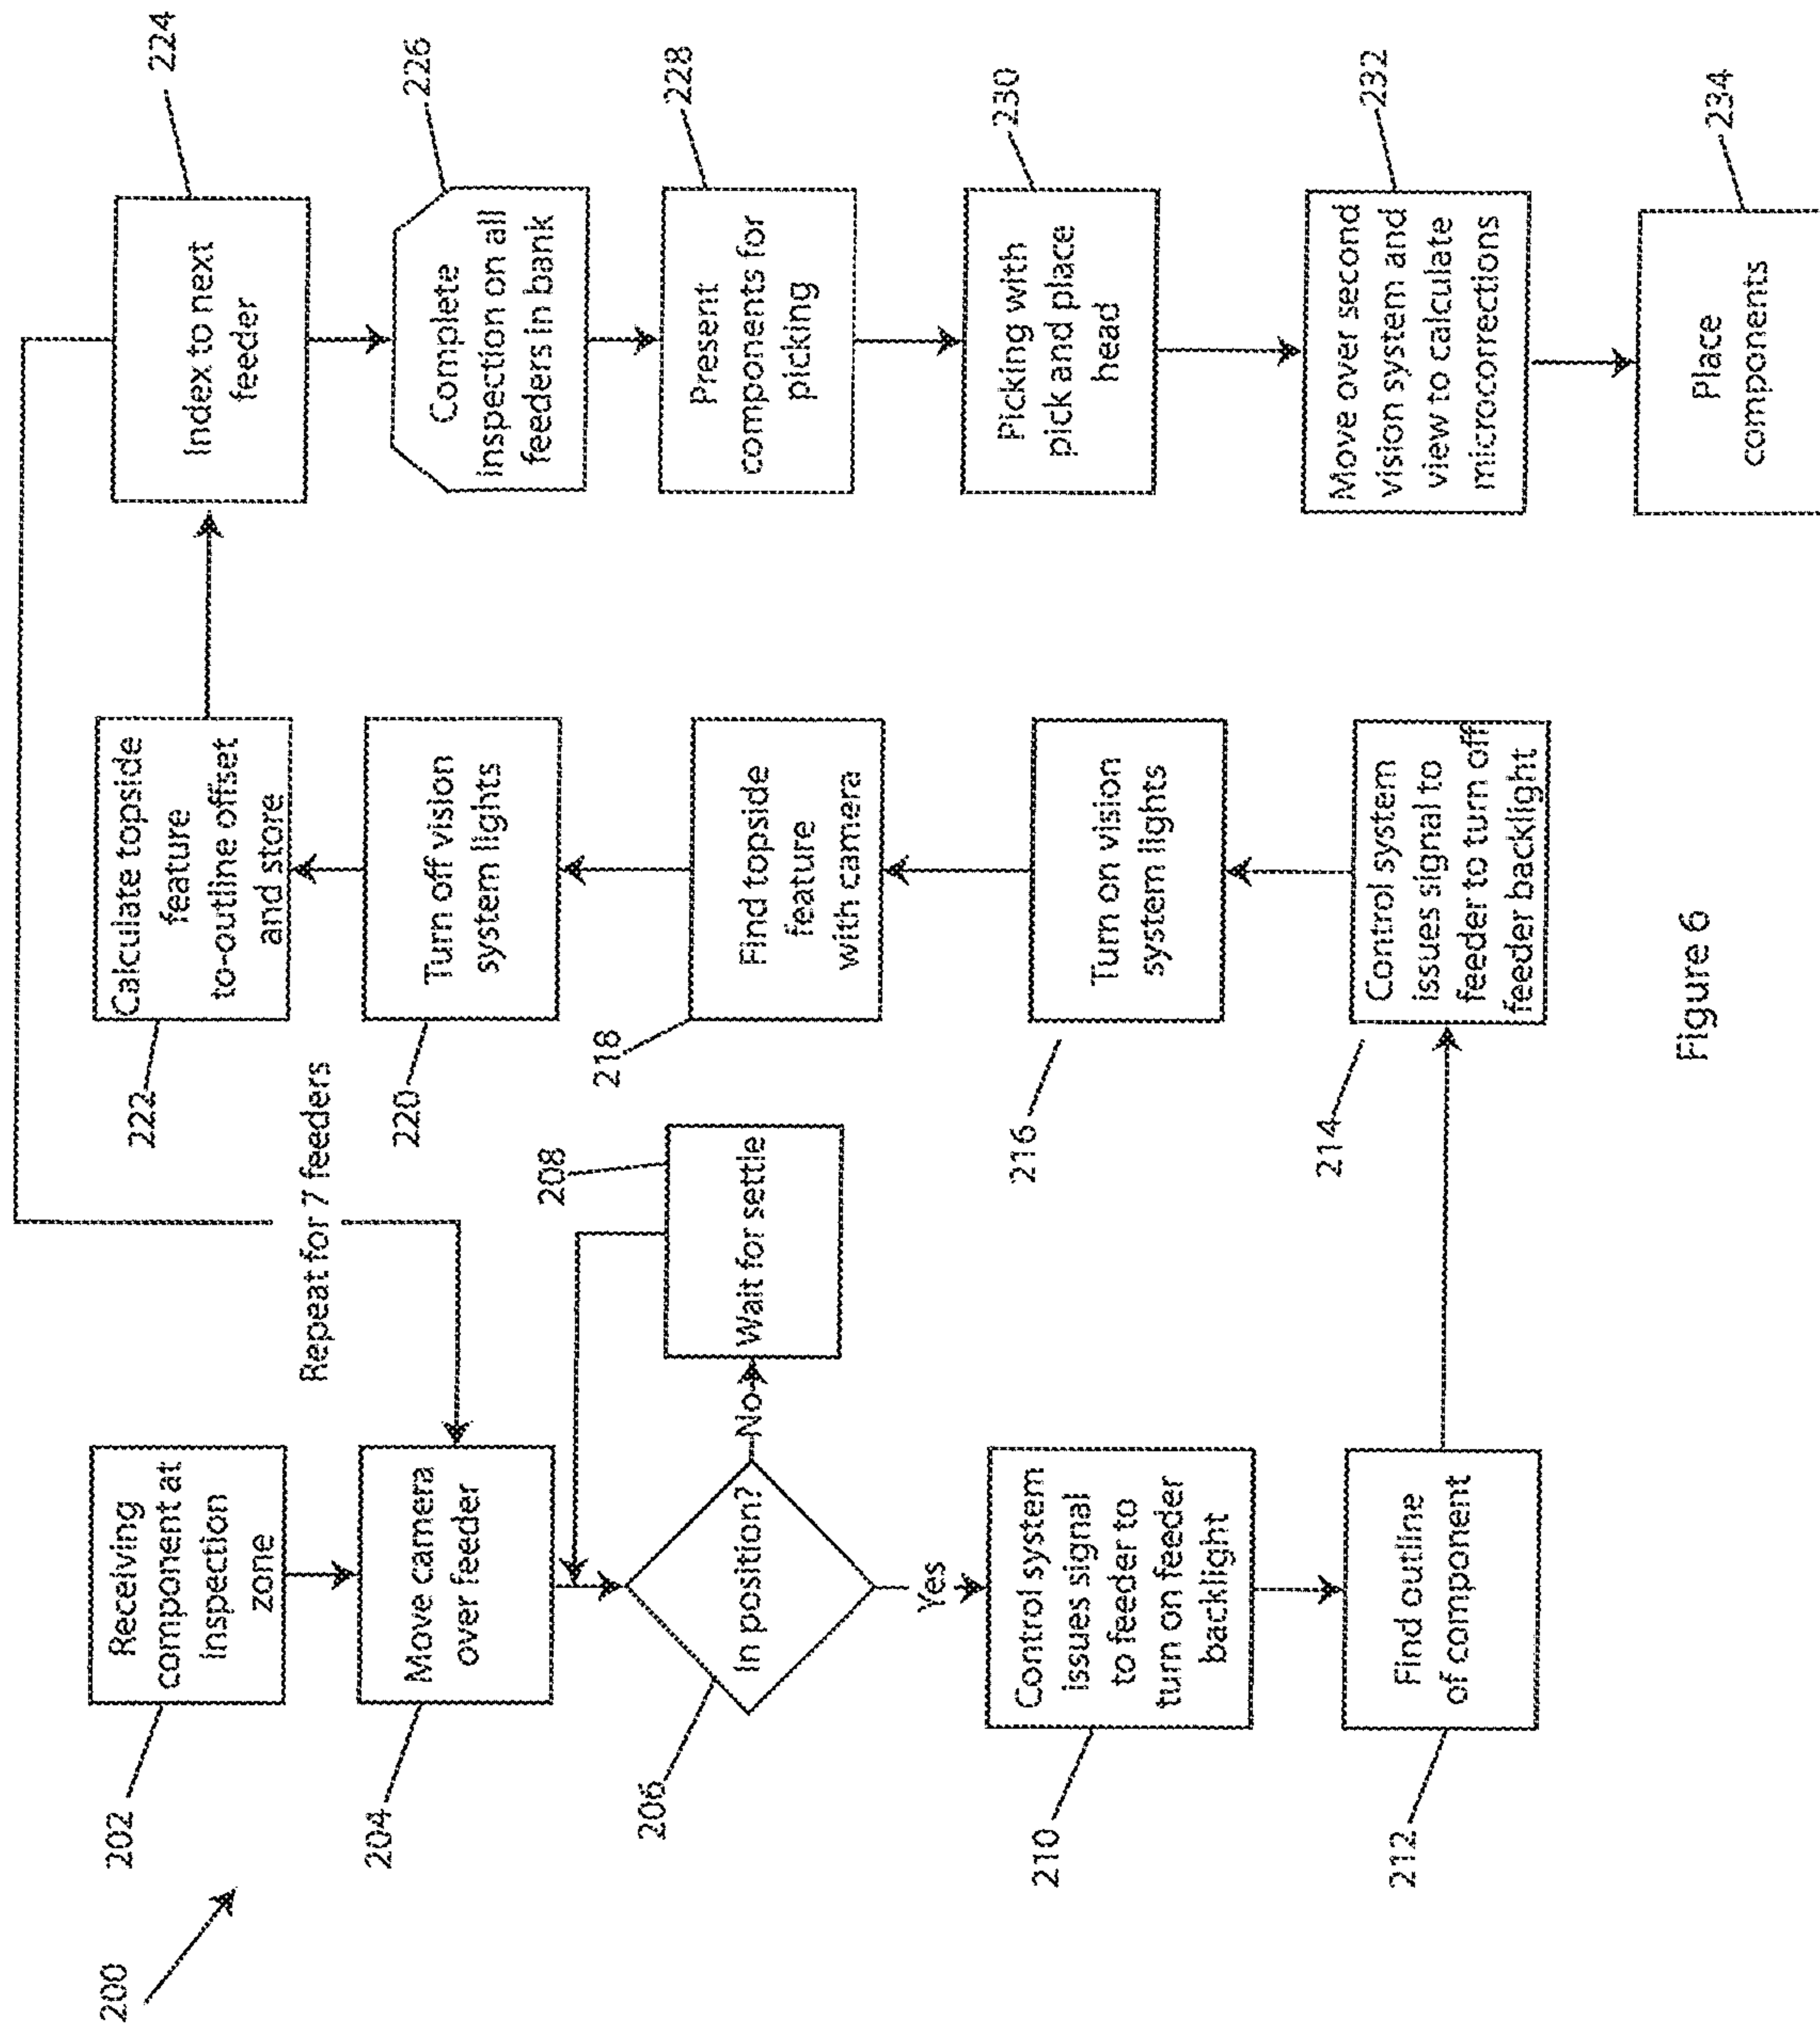 200
202
Receiving
component at
inspection
zone
204
Move camera
over feeder
Repeat for 7 feeders
206
In position?
No
208
Wait for settle
Yes
210
Control system
issues signal
to feeder to
turn on feeder
backlight
212
Find outline
of component
214
Control system
issues signal to
feeder to turn off
feeder backlight
216
Turn on vision
system lights
218
Find topside
feature
with camera
220
Turn off vision
system lights
222
Calculate topside
feature
to-outline offset
and store
224
Index to next
feeder
226
Complete
inspection on all
feeders in bank
228
Present
components for
picking
230
Picking with
pick and place
head
232
Move over second
vision system and
view to calculate
microcorrections
234
Place
components
Figure 6